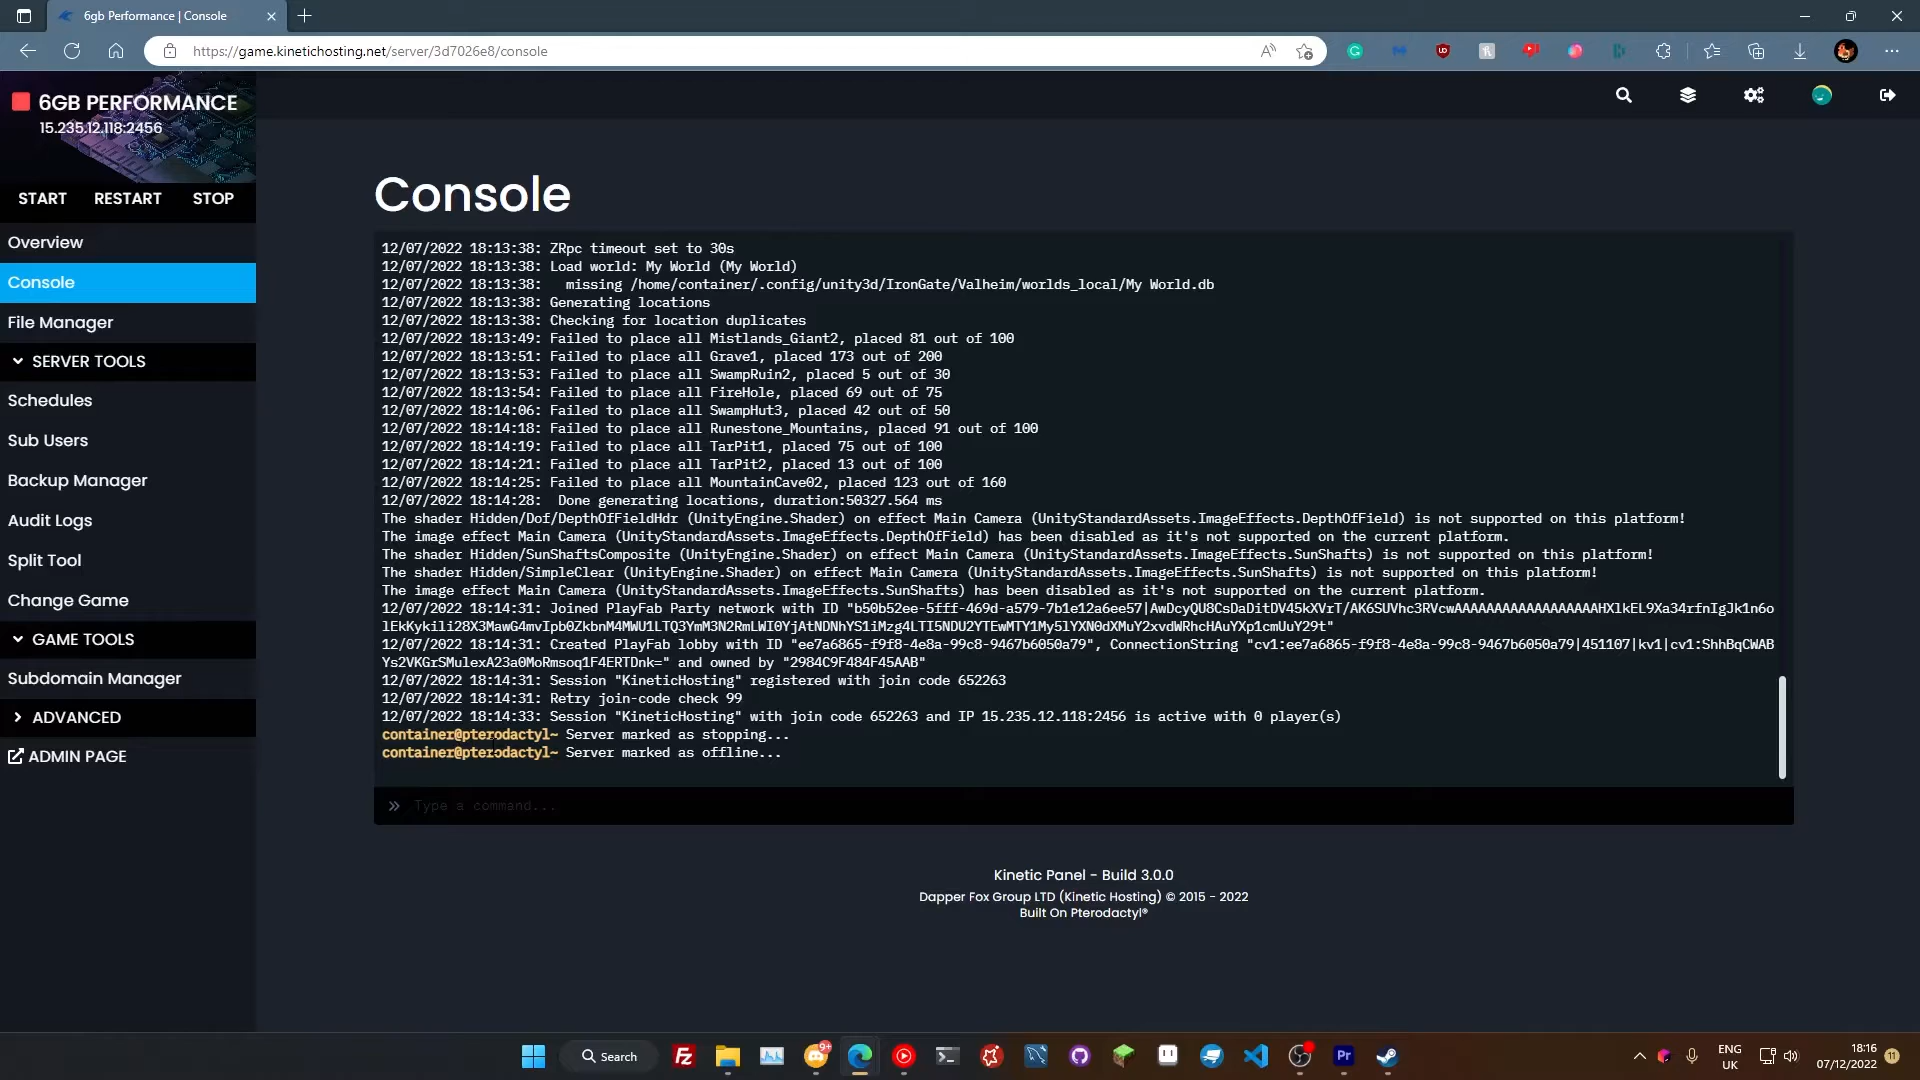 6gb Performance | Console
https://game.kinetichosting.net/server/3d7026e8/console
6GB PERFORMANCE
15.235.12.118:2456
START RESTART STOP
Overview
Console
File Manager
SERVER TOOLS
Schedules
Sub Users
Backup Manager
Audit Logs
Split Tool
Change Game
GAME TOOLS
Subdomain Manager
ADVANCED
ADMIN PAGE
Console
12/07/2022 18:13:38: ZRpc timeout set to 30s
12/07/2022 18:13:38: Load world: My World (My World)
12/07/2022 18:13:38:   missing /home/container/.config/unity3d/IronGate/Valheim/worlds_local/My World.db
12/07/2022 18:13:38: Generating locations
12/07/2022 18:13:38: Checking for location duplicates
12/07/2022 18:13:49: Failed to place all Mistlands_Giant2, placed 81 out of 100
12/07/2022 18:13:51: Failed to place all Grave1, placed 173 out of 200
12/07/2022 18:13:53: Failed to place all SwampRuin2, placed 5 out of 30
12/07/2022 18:13:54: Failed to place all FireHole, placed 69 out of 75
12/07/2022 18:14:06: Failed to place all SwampHut3, placed 42 out of 50
12/07/2022 18:14:18: Failed to place all Runestone_Mountains, placed 91 out of 100
12/07/2022 18:14:19: Failed to place all TarPit1, placed 75 out of 100
12/07/2022 18:14:21: Failed to place all TarPit2, placed 13 out of 100
12/07/2022 18:14:25: Failed to place all MountainCave02, placed 123 out of 160
12/07/2022 18:14:28:  Done generating locations, duration:50327.564 ms
The shader Hidden/Dof/DepthOfFieldHdr (UnityEngine.Shader) on effect Main Camera (UnityStandardAssets.ImageEffects.DepthOfField) is not supported on this platform!
The image effect Main Camera (UnityStandardAssets.ImageEffects.DepthOfField) has been disabled as it's not supported on the current platform.
The shader Hidden/SunShaftsComposite (UnityEngine.Shader) on effect Main Camera (UnityStandardAssets.ImageEffects.SunShafts) is not supported on this platform!
The shader Hidden/SimpleClear (UnityEngine.Shader) on effect Main Camera (UnityStandardAssets.ImageEffects.SunShafts) is not supported on this platform!
The image effect Main Camera (UnityStandardAssets.ImageEffects.SunShafts) has been disabled as it's not supported on the current platform.
12/07/2022 18:14:31: Joined PlayFab Party network with ID "b50b52ee-5fff-469d-a579-7b1e12a6ee57|AwDcyQU8CsDaDitDV45kXVrT/AK6SUVhc3RVcwAAAAAAAAAAAAAAAAAAHXlkEL9Xa34rfnIgJk1n6o
lEkKykili28X3MawG4mvIpb0ZkbnM4MWU1LTQ3YmM3N2RmLWI0YjAtNDNhYS1iMzg4LTI5NDU2YTEwMTY1My5lYXN0dXMuY2xvdWRhcHAuYXp1cmUuY29t"
12/07/2022 18:14:31: Created PlayFab lobby with ID "ee7a6865-f9f8-4e8a-99c8-9467b6050a79", ConnectionString "cv1:ee7a6865-f9f8-4e8a-99c8-9467b6050a79|451107|kv1|cv1:ShhBqCWAB
Ys2VKGrSMulexA23a0MoRmsoq1F4ERTDnk=" and owned by "2984C9F484F45AAB"
12/07/2022 18:14:31: Session "KineticHosting" registered with join code 652263
12/07/2022 18:14:31: Retry join-code check 99
12/07/2022 18:14:33: Session "KineticHosting" with join code 652263 and IP 15.235.12.118:2456 is active with 0 player(s)
container@pterodactyl~ Server marked as stopping...
container@pterodactyl~ Server marked as offline...
Type a command...
Kinetic Panel - Build 3.0.0
Dapper Fox Group LTD (Kinetic Hosting) © 2015 - 2022
Built On Pterodactyl®
Search
9+
Pr
ENG
UK
18:16
07/12/2022
11